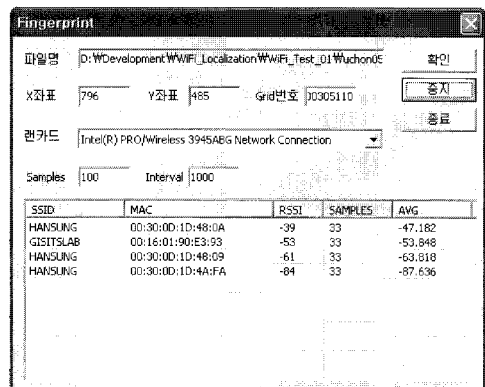 Fingerprint
파일명 D:₩Development₩WiFi_Localization₩WiFi_Test_01₩uchon05 확인
X좌표 796 Y좌표 485 Grid번호 00305110 중지
종료
랜카드 Intel(R) PRO/Wireless 3945ABG Network Connection
Samples 100 Interval 1000
SSID MAC RSSI SAMPLES AVG
HANSUNG 00:30:0D:1D:48:0A -39 33 -47.182
GISITSLAB 00:16:01:90:E3:93 -53 33 -53.848
HANSUNG 00:30:0D:1D:48:09 -61 33 -63.818
HANSUNG 00:30:0D:1D:4A:FA -84 33 -87.636